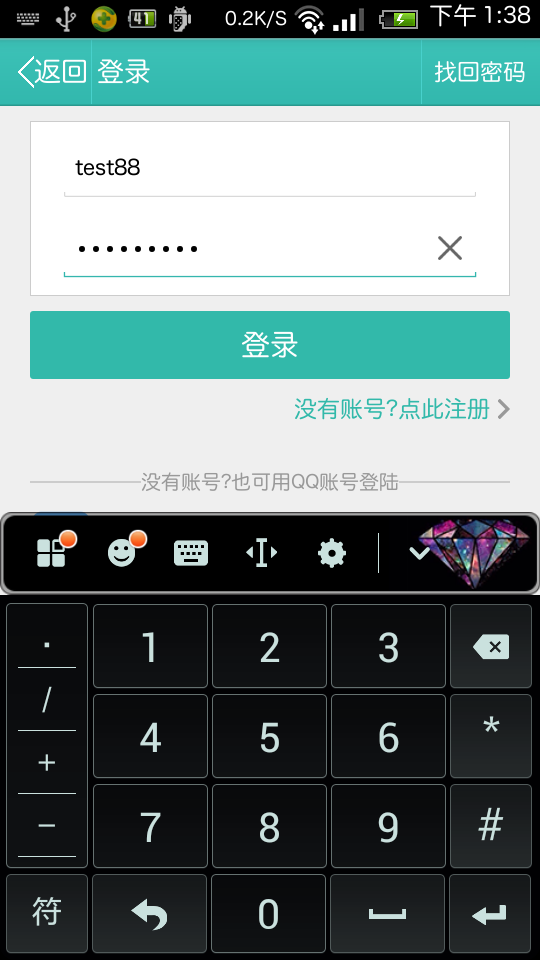 41 0.2K/S 下午 1:38
返回 登录 找回密码
test88
•••••••••
登录
没有账号?点此注册
没有账号?也可用QQ账号登陆
. 1 2 3
/ 4 5 6 *
+
− 7 8 9 #
符 0